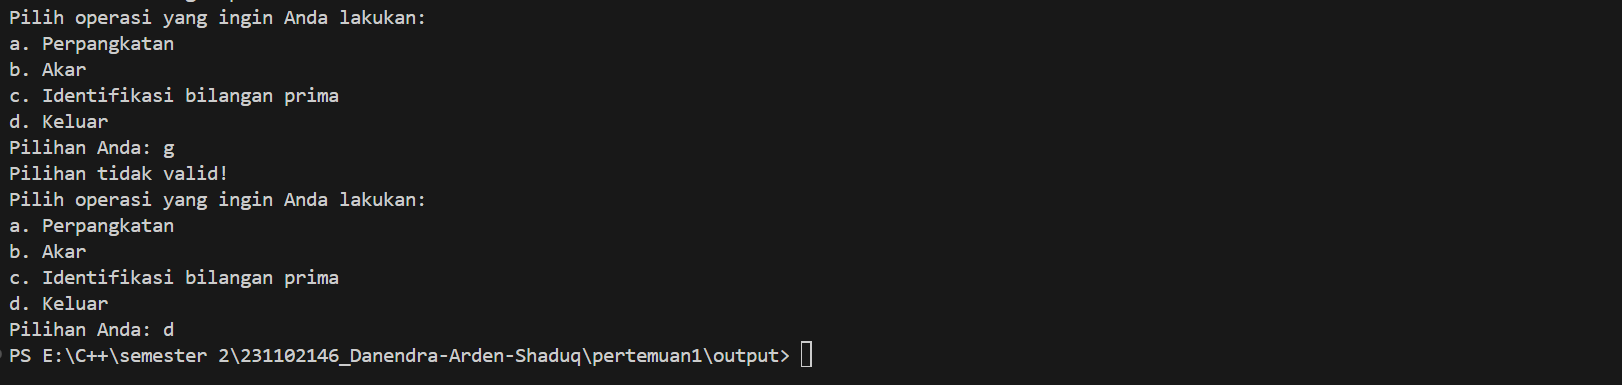 Pilih operasi yang ingin Anda lakukan:
a. Perpangkatan
b. Akar
c. Identifikasi bilangan prima
d. Keluar
Pilihan Anda: g
Pilihan tidak valid!
Pilih operasi yang ingin Anda lakukan:
a. Perpangkatan
b. Akar
c. Identifikasi bilangan prima
d. Keluar
Pilihan Anda: d
PS E:\C++\semester 2\231102146_Danendra-Arden-Shaduq\pertemuan1\output>